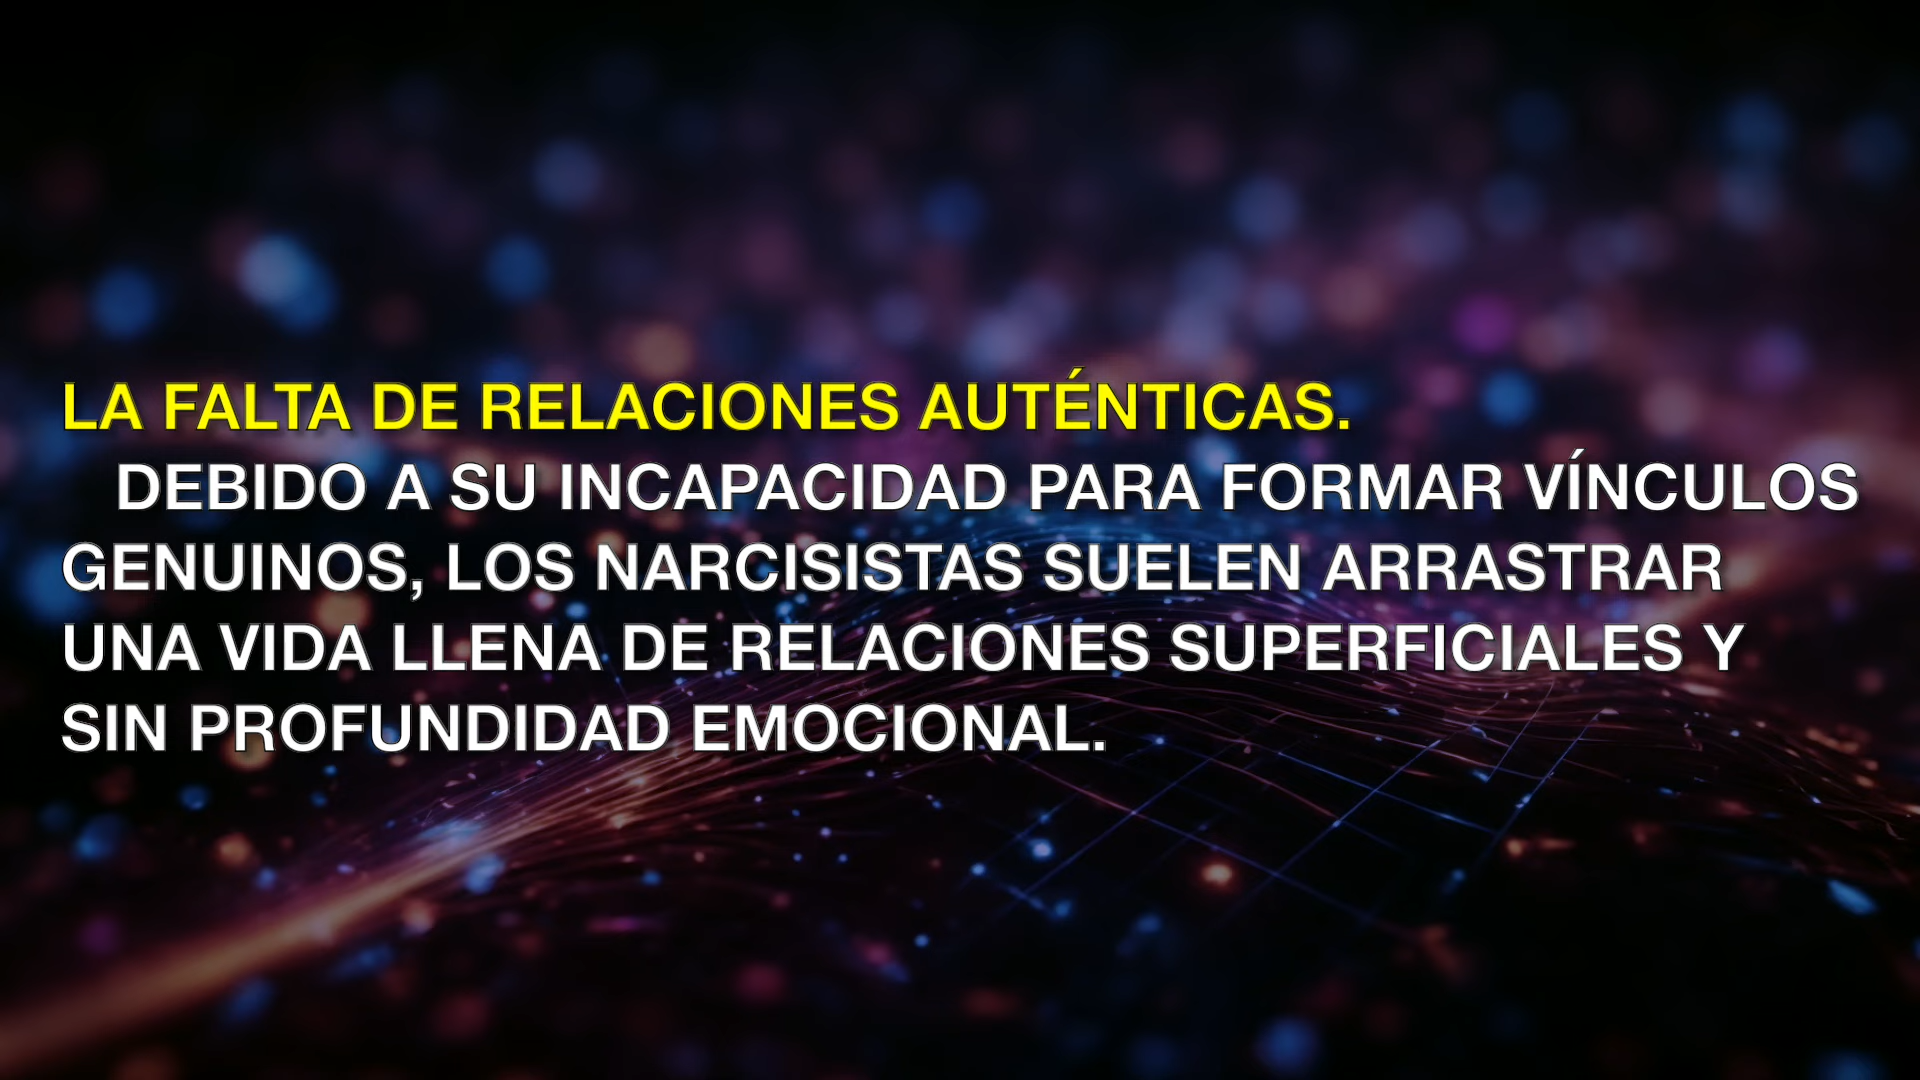 LA FALTA DE RELACIONES AUTÉNTICAS.
DEBIDO A SU INCAPACIDAD PARA FORMAR VÍNCULOS
GENUINOS, LOS NARCISISTAS SUELEN ARRASTRAR
UNA VIDA LLENA DE RELACIONES SUPERFICIALES Y
SIN PROFUNDIDAD EMOCIONAL.